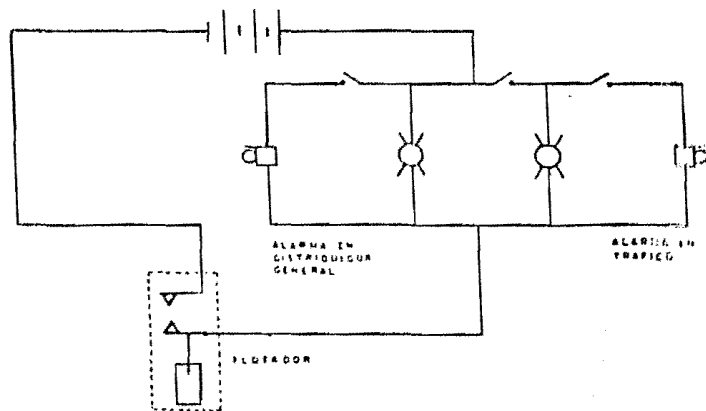 ALARMA EN
DISTRIBUIDOR
GENERAL
ALARMA EN
TRAFICO
FLOTADOR